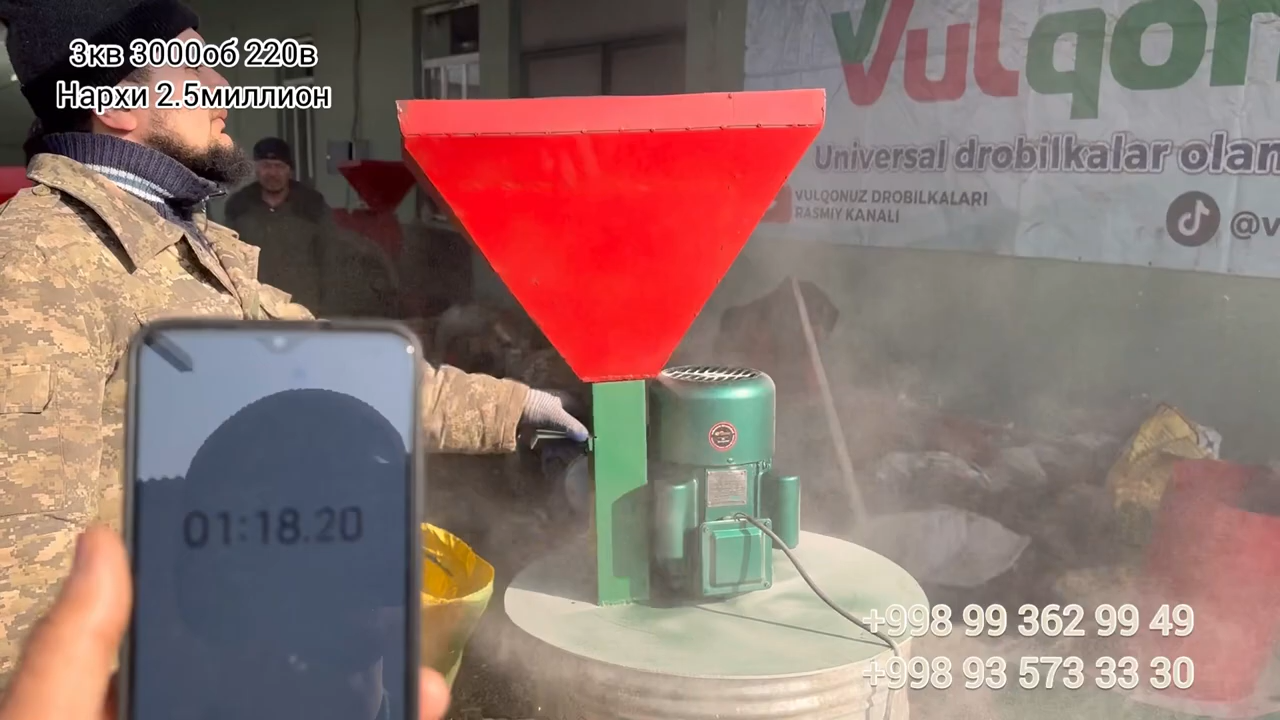 3кв 3000об 220в
Нархи 2.5миллион
Vulqon
Universal drobilkalar olam
VULQONUZ DROBILKALARI
RASMIY KANALI
@v
01:18.20
+998 99 362 99 49
+998 93 573 33 30